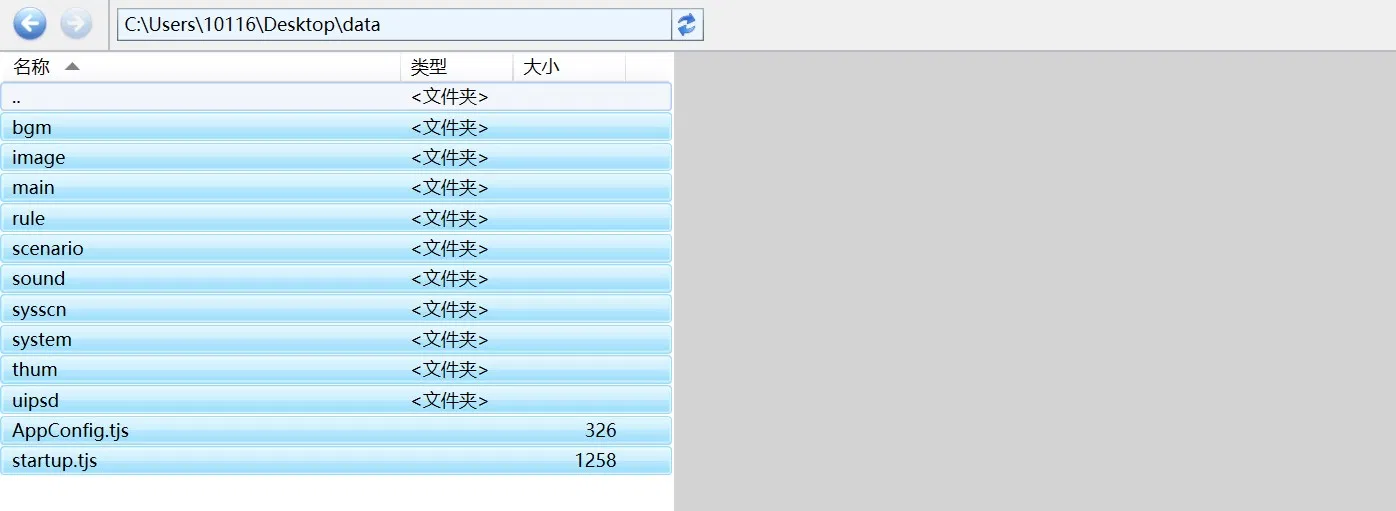 C:\Users\10116\Desktop\data
名称 类型 大小
.. <文件夹>
bgm <文件夹>
image <文件夹>
main <文件夹>
rule <文件夹>
scenario <文件夹>
sound <文件夹>
sysscn <文件夹>
system <文件夹>
thum <文件夹>
uipsd <文件夹>
AppConfig.tjs 326
startup.tjs 1258